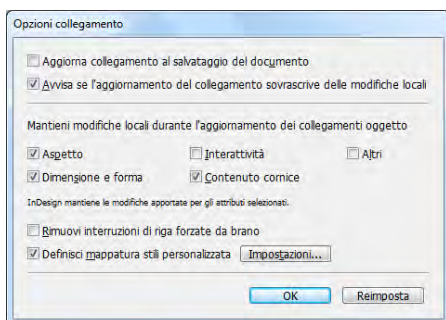 Opzioni collegamento
Aggiorna collegamento al salvataggio del documento
Avvisa se l'aggiornamento del collegamento sovrascrive delle modifiche locali
Mantieni modifiche locali durante l'aggiornamento dei collegamenti oggetto
Aspetto Interattività Altri
Dimensione e forma Contenuto cornice
InDesign mantiene le modifiche apportate per gli attributi selezionati.
Rimuovi interruzioni di riga forzate da brano
Definisci mappatura stili personalizzata Impostazioni...
OK Reimposta